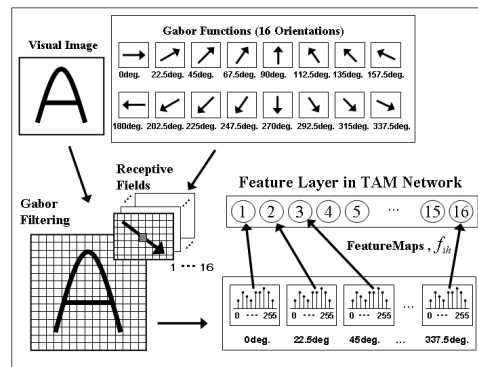 Visual Image
A
Gabor Functions (16 Orientations)
0deg. 22.5deg. 45deg. 67.5deg. 90deg. 112.5deg. 135deg. 157.5deg.
180deg. 202.5deg. 225deg. 247.5deg. 270deg. 292.5deg. 315deg. 337.5deg.
Receptive
Fields
Gabor
Filtering
1 ··· 16
A
Feature Layer in TAM Network
1 2 3 4 5 ... 15 16
FeatureMaps , f_ih
0 ··· 255 0 ··· 255 0 ··· 255 ... 0 ··· 255
0deg. 22.5deg 45deg. ... 337.5deg.